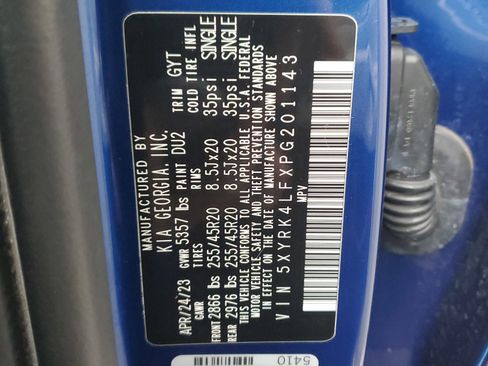 MANUFACTURED BY
KIA GEORGIA, INC.
APR/24/23 GVWR 5357 lbs PAINT DU2 TRIM GYT
GAWR RIMS COLD TIRE INFL
FRONT 2866 lbs 255/45R20 8.5Jx20 35psi SINGLE
REAR 2976 lbs 255/45R20 8.5Jx20 35psi SINGLE
THIS VEHICLE CONFORMS TO ALL APPLICABLE U.S.A. FEDERAL
MOTOR VEHICLE SAFETY AND THEFT PREVENTION STANDARDS
IN EFFECT ON THE DATE OF MANUFACTURE SHOWN ABOVE
VIN 5XYRK4LFXPG201143
MPV
5410